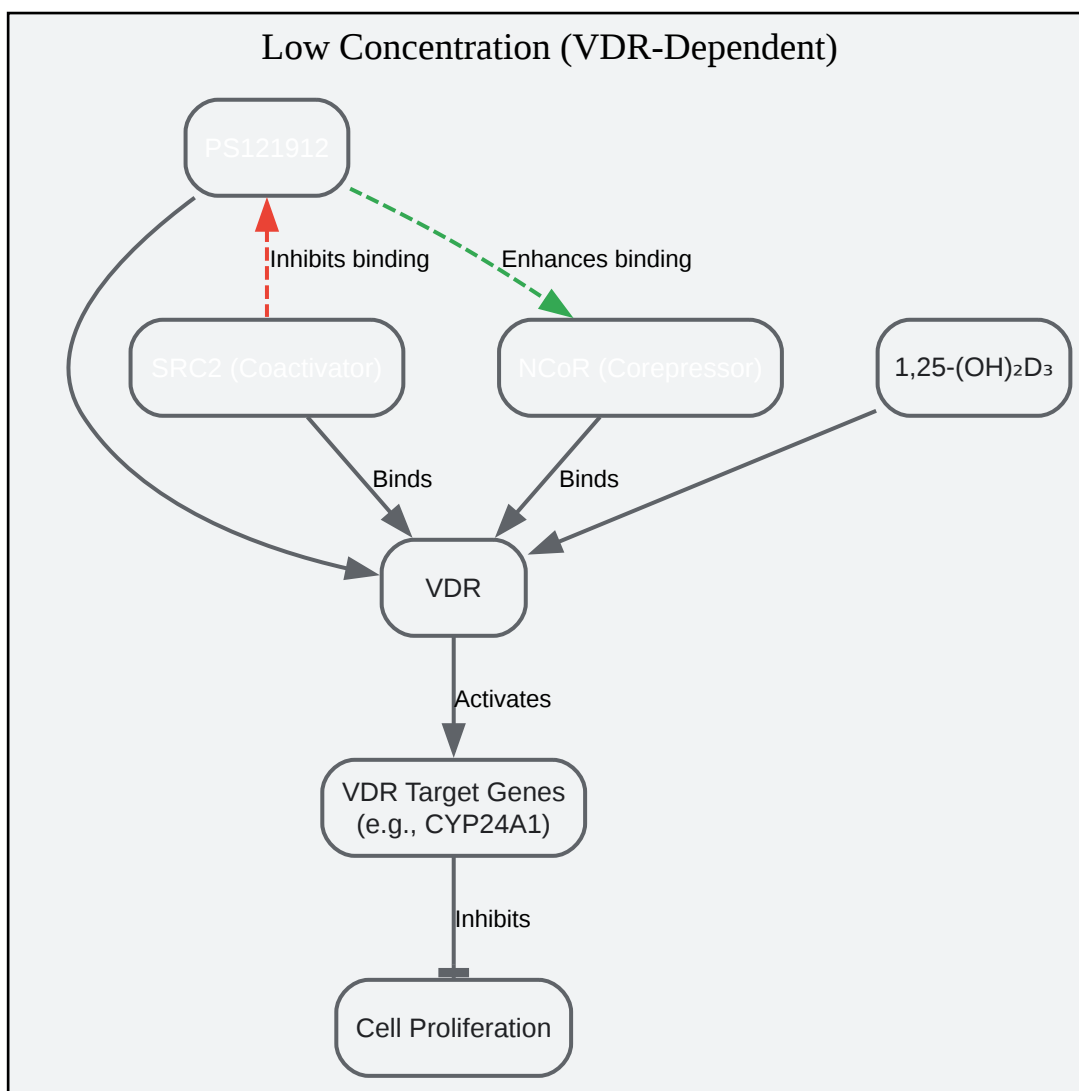 Low Concentration (VDR-Dependent)
PS121912
Inhibits binding
Enhances binding
SRC2 (Coactivator)
NCoR (Corepressor)
1,25-(OH)₂D₃
Binds
Binds
VDR
Activates
VDR Target Genes
(e.g., CYP24A1)
Inhibits
Cell Proliferation